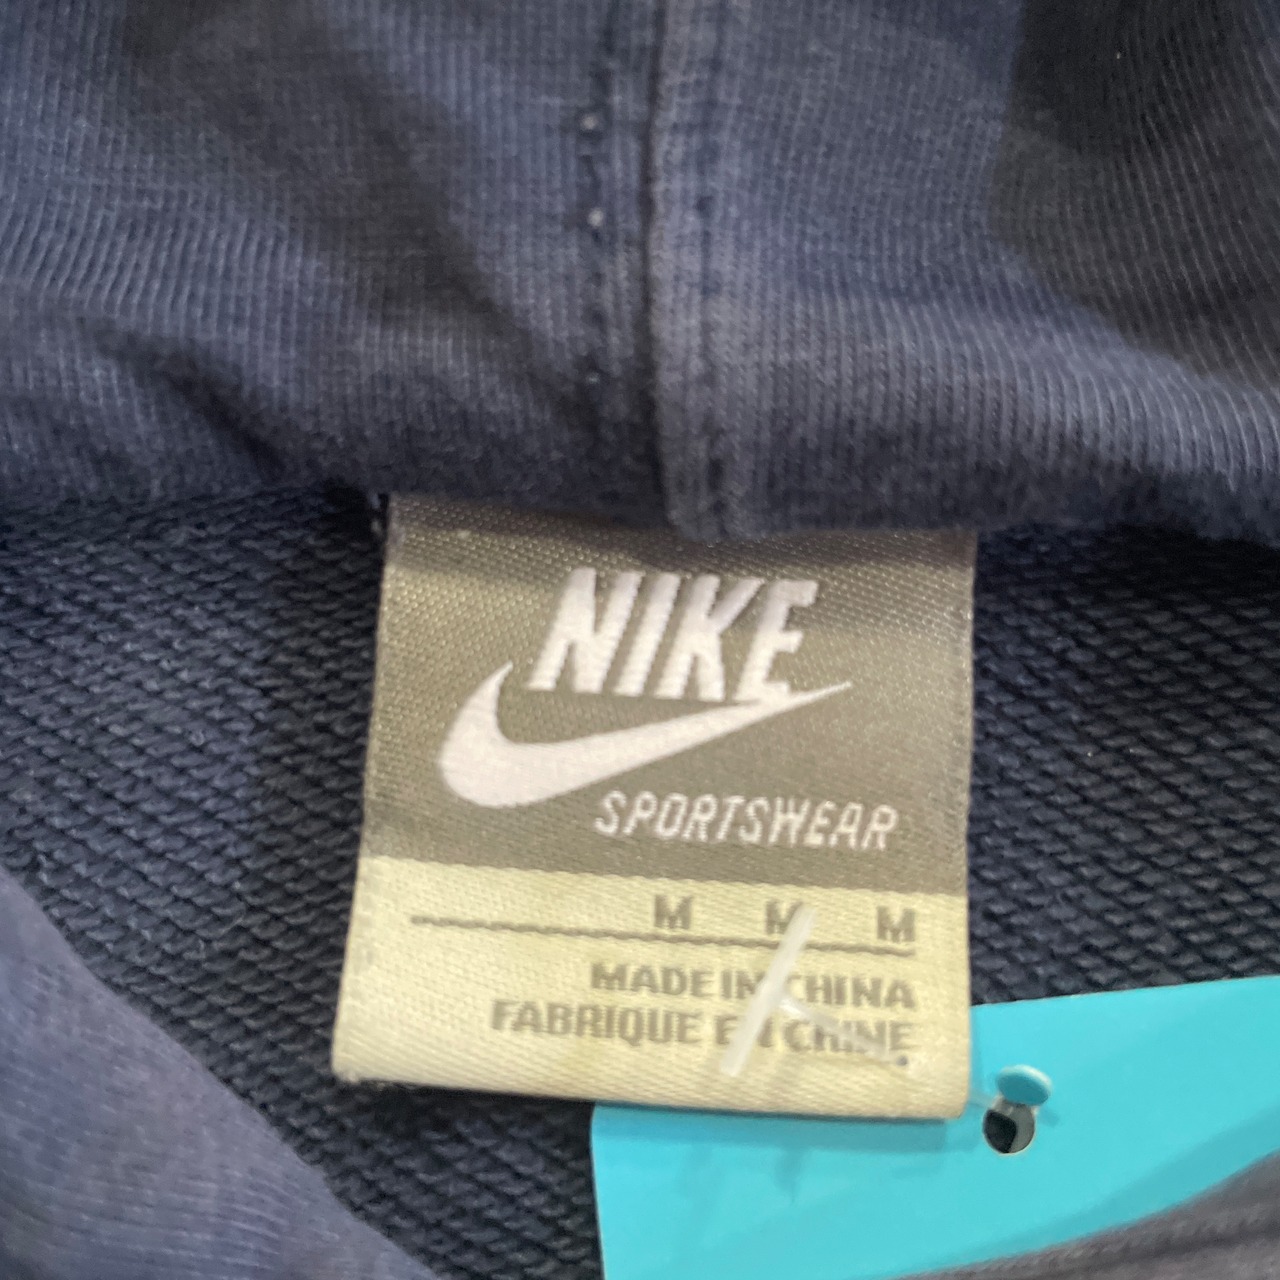 NIKE
SPORTSWEAR
M M M
MADE IN CHINA
FABRIQUE EN CHINE